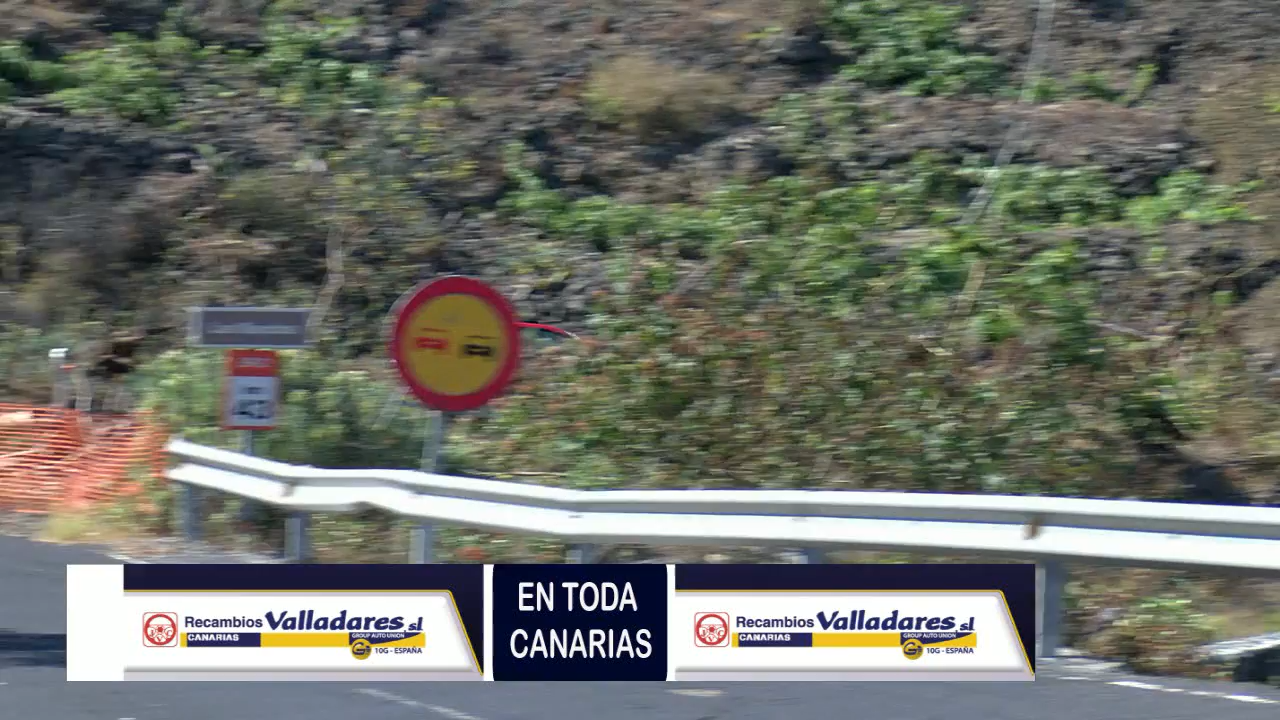 Recambios Valladares sl
CANARIAS
GROUP AUTO UNION
10G - ESPAÑA
EN TODA
CANARIAS
Recambios Valladares sl
CANARIAS
GROUP AUTO UNION
10G - ESPAÑA